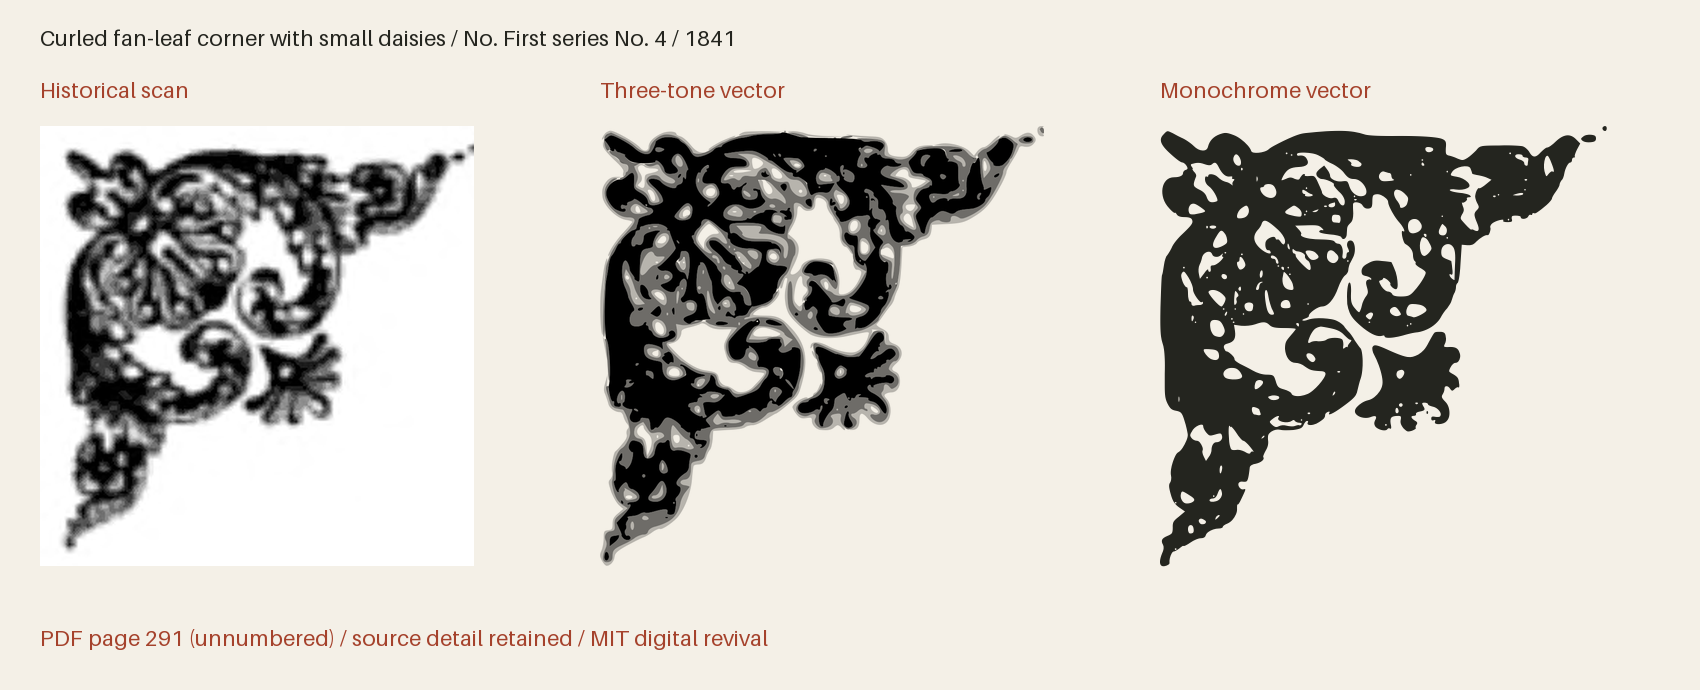 Curled fan-leaf corner with small daisies / No. First series No. 4 / 1841
Historical scan
Three-tone vector
Monochrome vector
PDF page 291 (unnumbered) / source detail retained / MIT digital revival